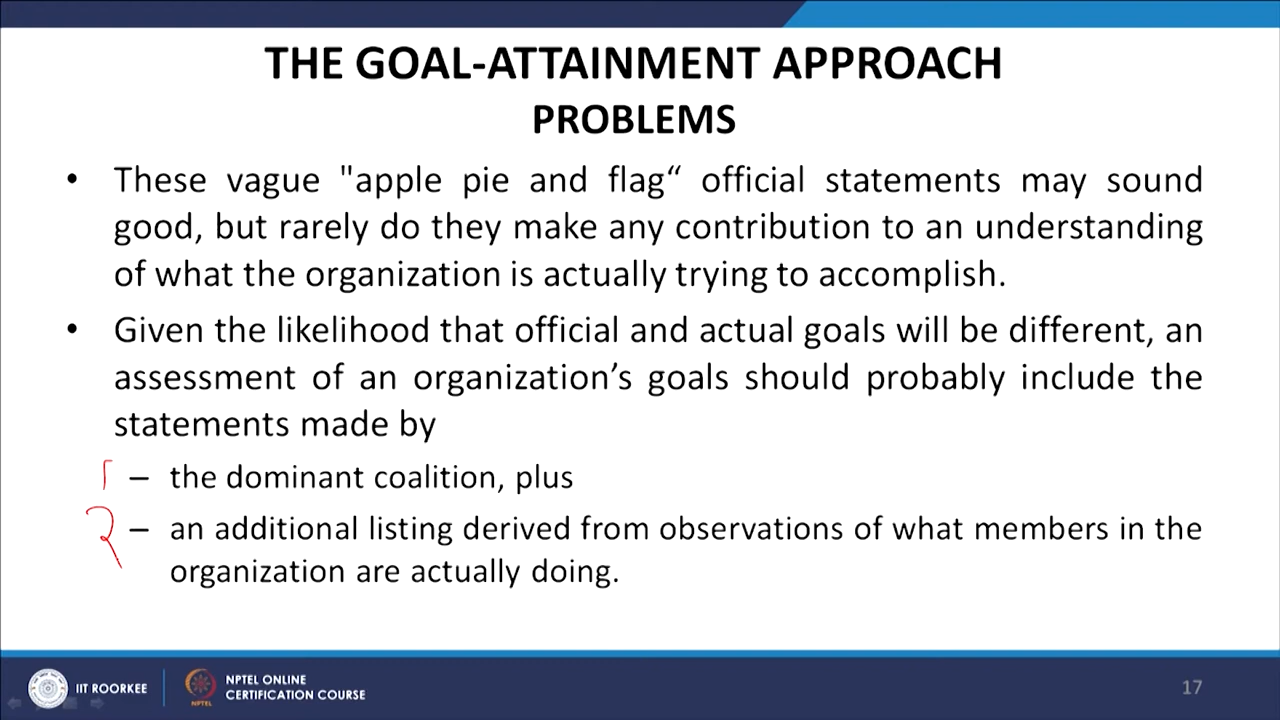 THE GOAL-ATTAINMENT APPROACH
PROBLEMS
• These vague "apple pie and flag“ official statements may sound
good, but rarely do they make any contribution to an understanding
of what the organization is actually trying to accomplish.
• Given the likelihood that official and actual goals will be different, an
assessment of an organization’s goals should probably include the
statements made by
1 – the dominant coalition, plus
2 – an additional listing derived from observations of what members in the
organization are actually doing.
IIT ROORKEE
NPTEL
NPTEL ONLINE
CERTIFICATION COURSE
17